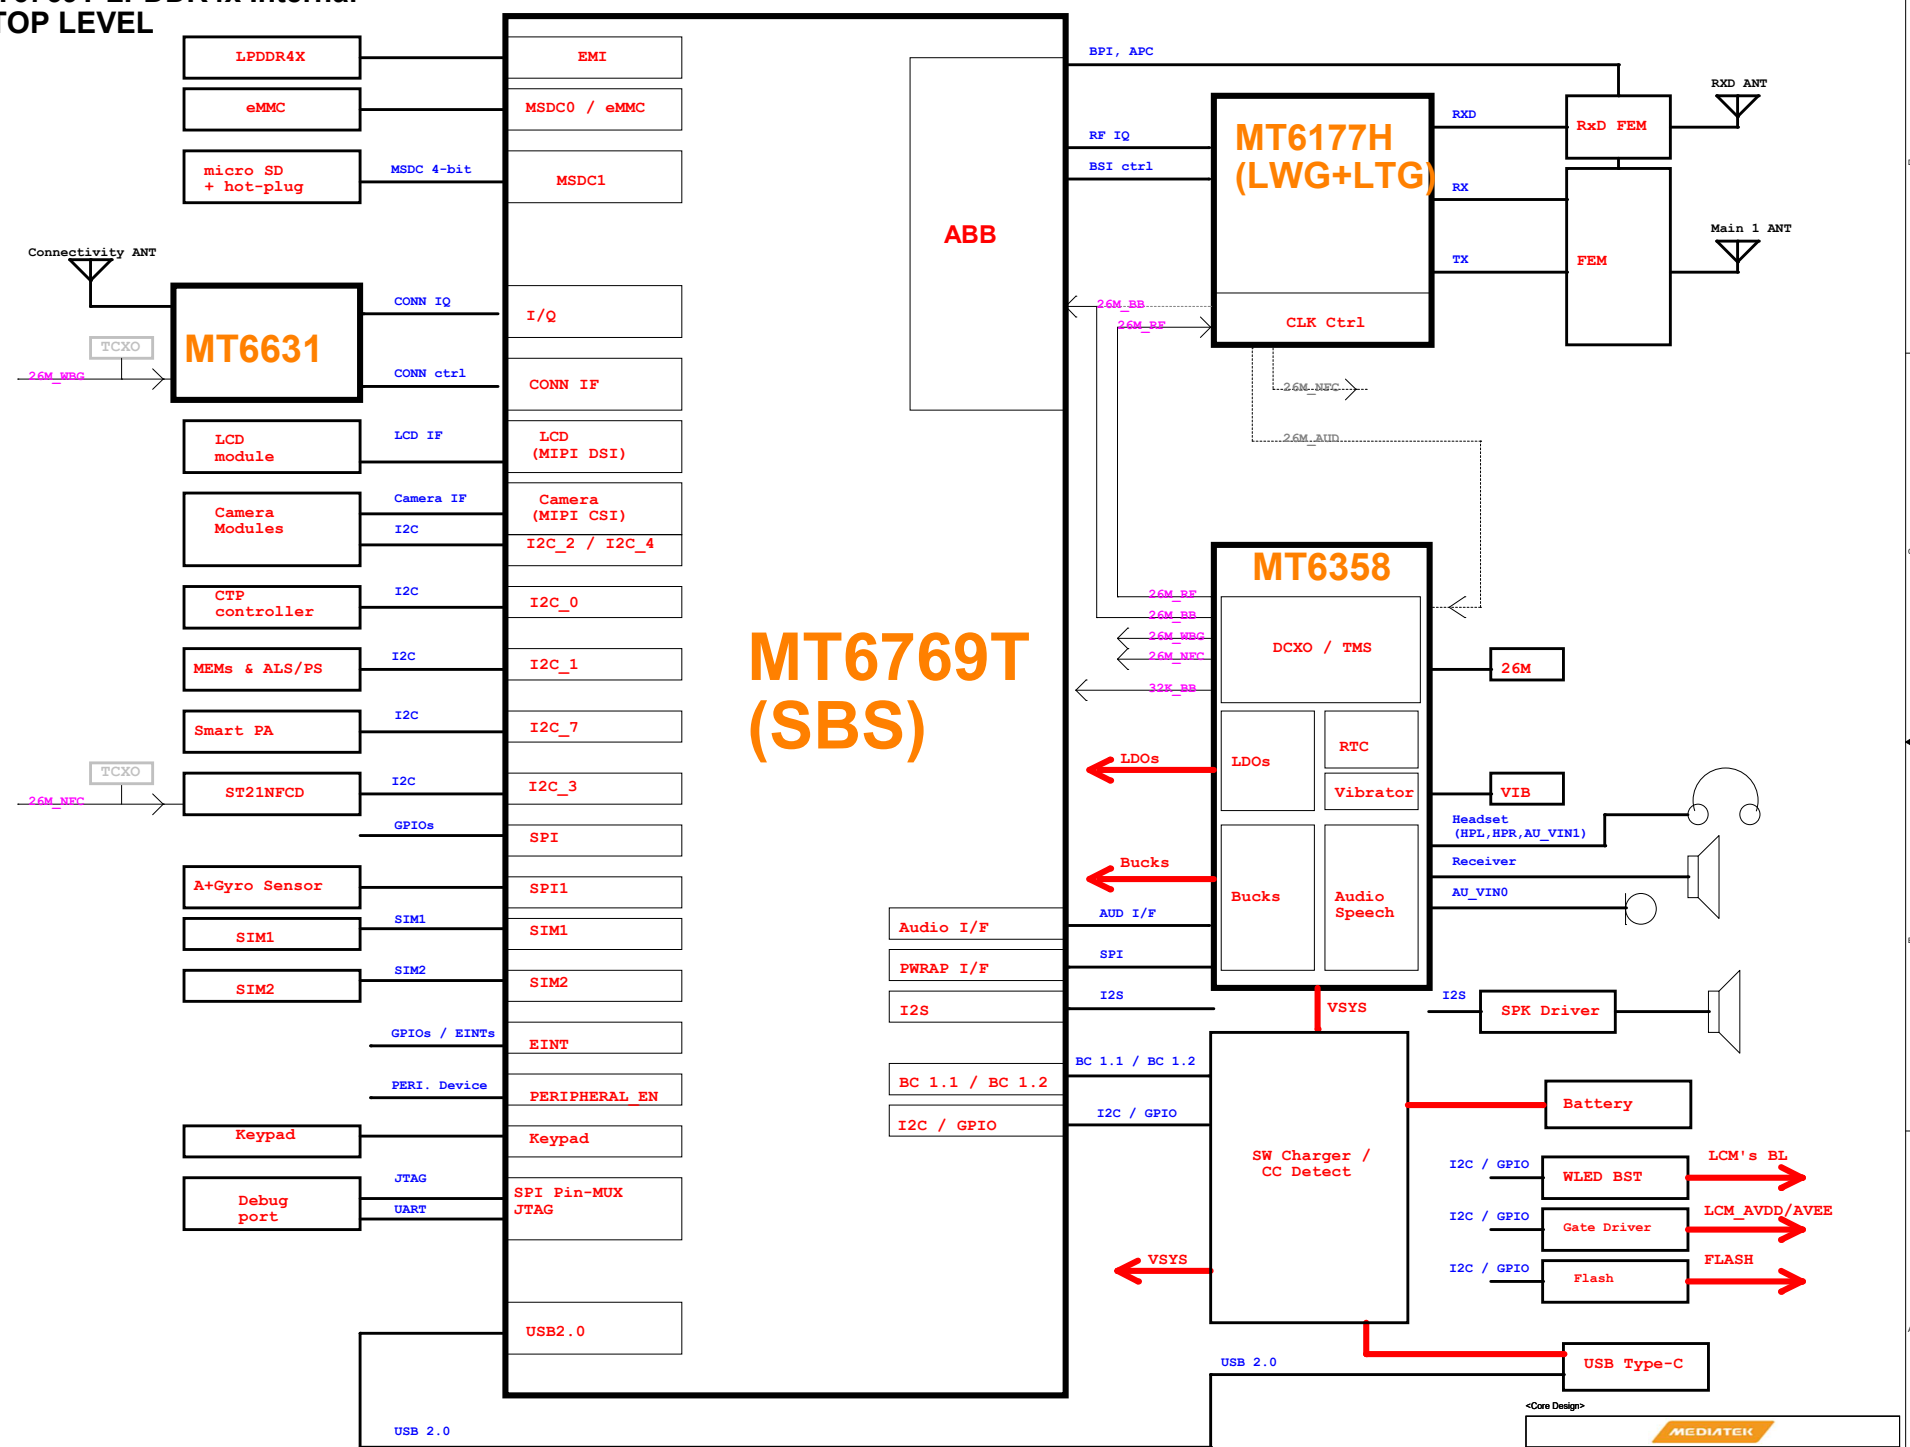 TOP LEVEL
LPDDR4X
EMI
eMMC
MSDC0 / eMMC
micro SD
+ hot-plug
MSDC 4-bit
MSDC1
Connectivity ANT
MT6631
TCXO
26M_WBG
CONN IQ
I/Q
CONN ctrl
CONN IF
LCD
module
LCD IF
LCD
(MIPI DSI)
Camera
Modules
Camera IF
I2C
Camera
(MIPI CSI)
I2C_2 / I2C_4
CTP
controller
I2C
I2C_0
MEMs & ALS/PS
I2C
I2C_1
Smart PA
I2C
I2C_7
TCXO
26M_NFC
ST21NFCD
I2C
I2C_3
GPIOs
SPI
A+Gyro Sensor
SPI1
SIM1
SIM1
SIM1
SIM2
SIM2
SIM2
GPIOs / EINTs
EINT
PERI. Device
PERIPHERAL_EN
Keypad
Keypad
Debug
port
JTAG
UART
SPI Pin-MUX
JTAG
USB2.0
USB 2.0
MT6769T
(SBS)
ABB
BPI, APC
RF IQ
BSI ctrl
MT6177H
(LWG+LTG)
CLK Ctrl
26M_BB
26M_RF
26M_NFC
26M_AUD
RXD
RX
TX
RxD FEM
FEM
RXD ANT
Main 1 ANT
MT6358
26M_RF
26M_BB
26M_WBG
26M_NFC
32K_BB
DCXO / TMS
26M
LDOs
LDOs
RTC
Vibrator
VIB
Bucks
Bucks
Audio
Speech
Headset
(HPL,HPR,AU_VIN1)
Receiver
AU_VIN0
Audio I/F
AUD I/F
PWRAP I/F
SPI
I2S
I2S
VSYS
I2S
SPK Driver
BC 1.1 / BC 1.2
BC 1.1 / BC 1.2
I2C / GPIO
I2C / GPIO
SW Charger /
CC Detect
Battery
VSYS
I2C / GPIO
WLED BST
LCM's BL
I2C / GPIO
Gate Driver
LCM_AVDD/AVEE
I2C / GPIO
Flash
FLASH
USB 2.0
USB Type-C
<Core Design>
MEDIATEK